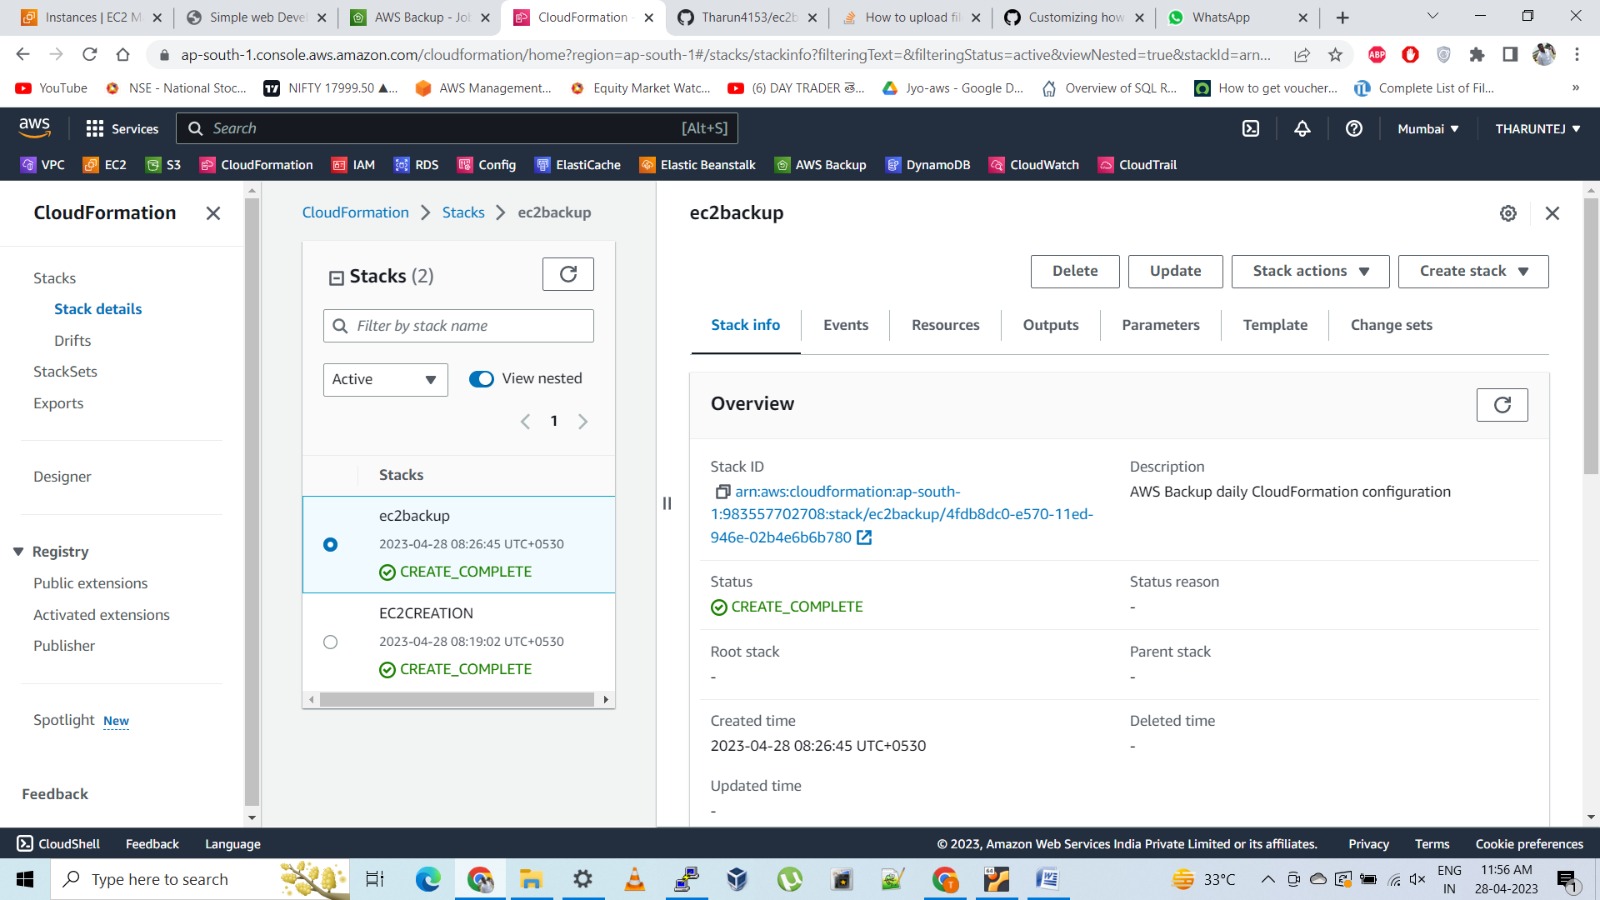 Instances | EC2 M
Simple web Deve
AWS Backup - Jo
CloudFormation
Tharun4153/ec2b
How to upload fil
Customizing how
WhatsApp
ap-south-1.console.aws.amazon.com/cloudformation/home?region=ap-south-1#/stacks/stackinfo?filteringText=&filteringStatus=active&viewNested=true&stackId=arn...
YouTube
NSE - National Stoc...
NIFTY 17999.50 ▲...
AWS Management...
Equity Market Watc...
(6) DAY TRADER తె...
Jyo-aws - Google D...
Overview of SQL R...
How to get voucher...
Complete List of Fil...
»
aws
Services
Search
[Alt+S]
Mumbai ▼
THARUNTEJ ▼
VPC
EC2
S3
CloudFormation
IAM
RDS
Config
ElastiCache
Elastic Beanstalk
AWS Backup
DynamoDB
CloudWatch
CloudTrail
CloudFormation
Stacks
Stack details
Drifts
StackSets
Exports
Designer
Registry
Public extensions
Activated extensions
Publisher
Spotlight New
Feedback
CloudFormation > Stacks > ec2backup
Stacks (2)
Filter by stack name
Active
View nested
1
Stacks
ec2backup
2023-04-28 08:26:45 UTC+0530
CREATE_COMPLETE
EC2CREATION
2023-04-28 08:19:02 UTC+0530
CREATE_COMPLETE
ec2backup
Delete
Update
Stack actions ▼
Create stack ▼
Stack info
Events
Resources
Outputs
Parameters
Template
Change sets
Overview
Stack ID
arn:aws:cloudformation:ap-south-
1:983557702708:stack/ec2backup/4fdb8dc0-e570-11ed-
946e-02b4e6b6b780
Description
AWS Backup daily CloudFormation configuration
Status
CREATE_COMPLETE
Status reason
-
Root stack
-
Parent stack
-
Created time
2023-04-28 08:26:45 UTC+0530
Deleted time
-
Updated time
-
CloudShell
Feedback
Language
© 2023, Amazon Web Services India Private Limited or its affiliates.
Privacy
Terms
Cookie preferences
Type here to search
33°C
ENG
IN
11:56 AM
28-04-2023
1